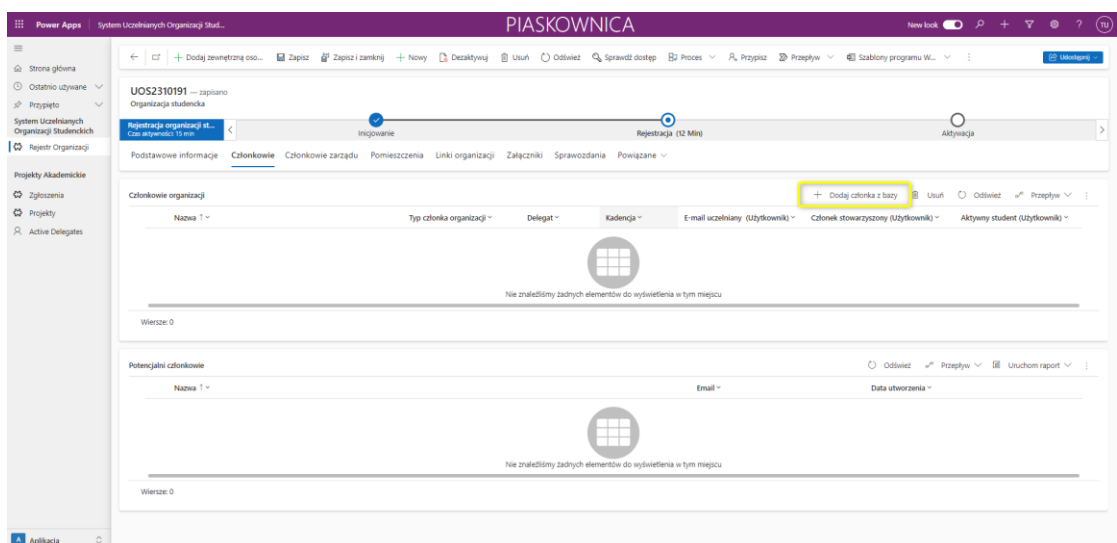 Power Apps System Uczelnianych Organizacji Stud... PIASKOWNICA New look TU
← Dodaj zewnętrzną oso... Zapisz Zapisz i zamknij Nowy Dezaktywuj Usuń Odśwież Sprawdź dostęp Proces Przypisz Przepływ Szablony programu W... Udostępnij
Strona główna
Ostatnio używane
Przypięto
System Uczelnianych
Organizacji Studenckich
Rejestr Organizacji
Projekty Akademickie
Zgłoszenia
Projekty
Active Delegates
A Aplikacja
UOS2310191 — zapisano
Organizacja studencka
Rejestracja organizacji st...
Czas aktywności: 15 min
Inicjowanie Rejestracja (12 Min) Aktywacja
Podstawowe informacje Członkowie Członkowie zarządu Pomieszczenia Linki organizacji Załączniki Sprawozdania Powiązane
Członkowie organizacji + Dodaj członka z bazy Usuń Odśwież Przepływ
Nazwa ↑ Typ członka organizacji Delegat Kadencja E-mail uczelniany (Użytkownik) Członek stowarzyszony (Użytkownik) Aktywny student (Użytkownik)
Nie znaleźliśmy żadnych elementów do wyświetlenia w tym miejscu
Wiersze: 0
Potencjalni członkowie Odśwież Przepływ Uruchom raport
Nazwa ↑ Email Data utworzenia
Nie znaleźliśmy żadnych elementów do wyświetlenia w tym miejscu
Wiersze: 0